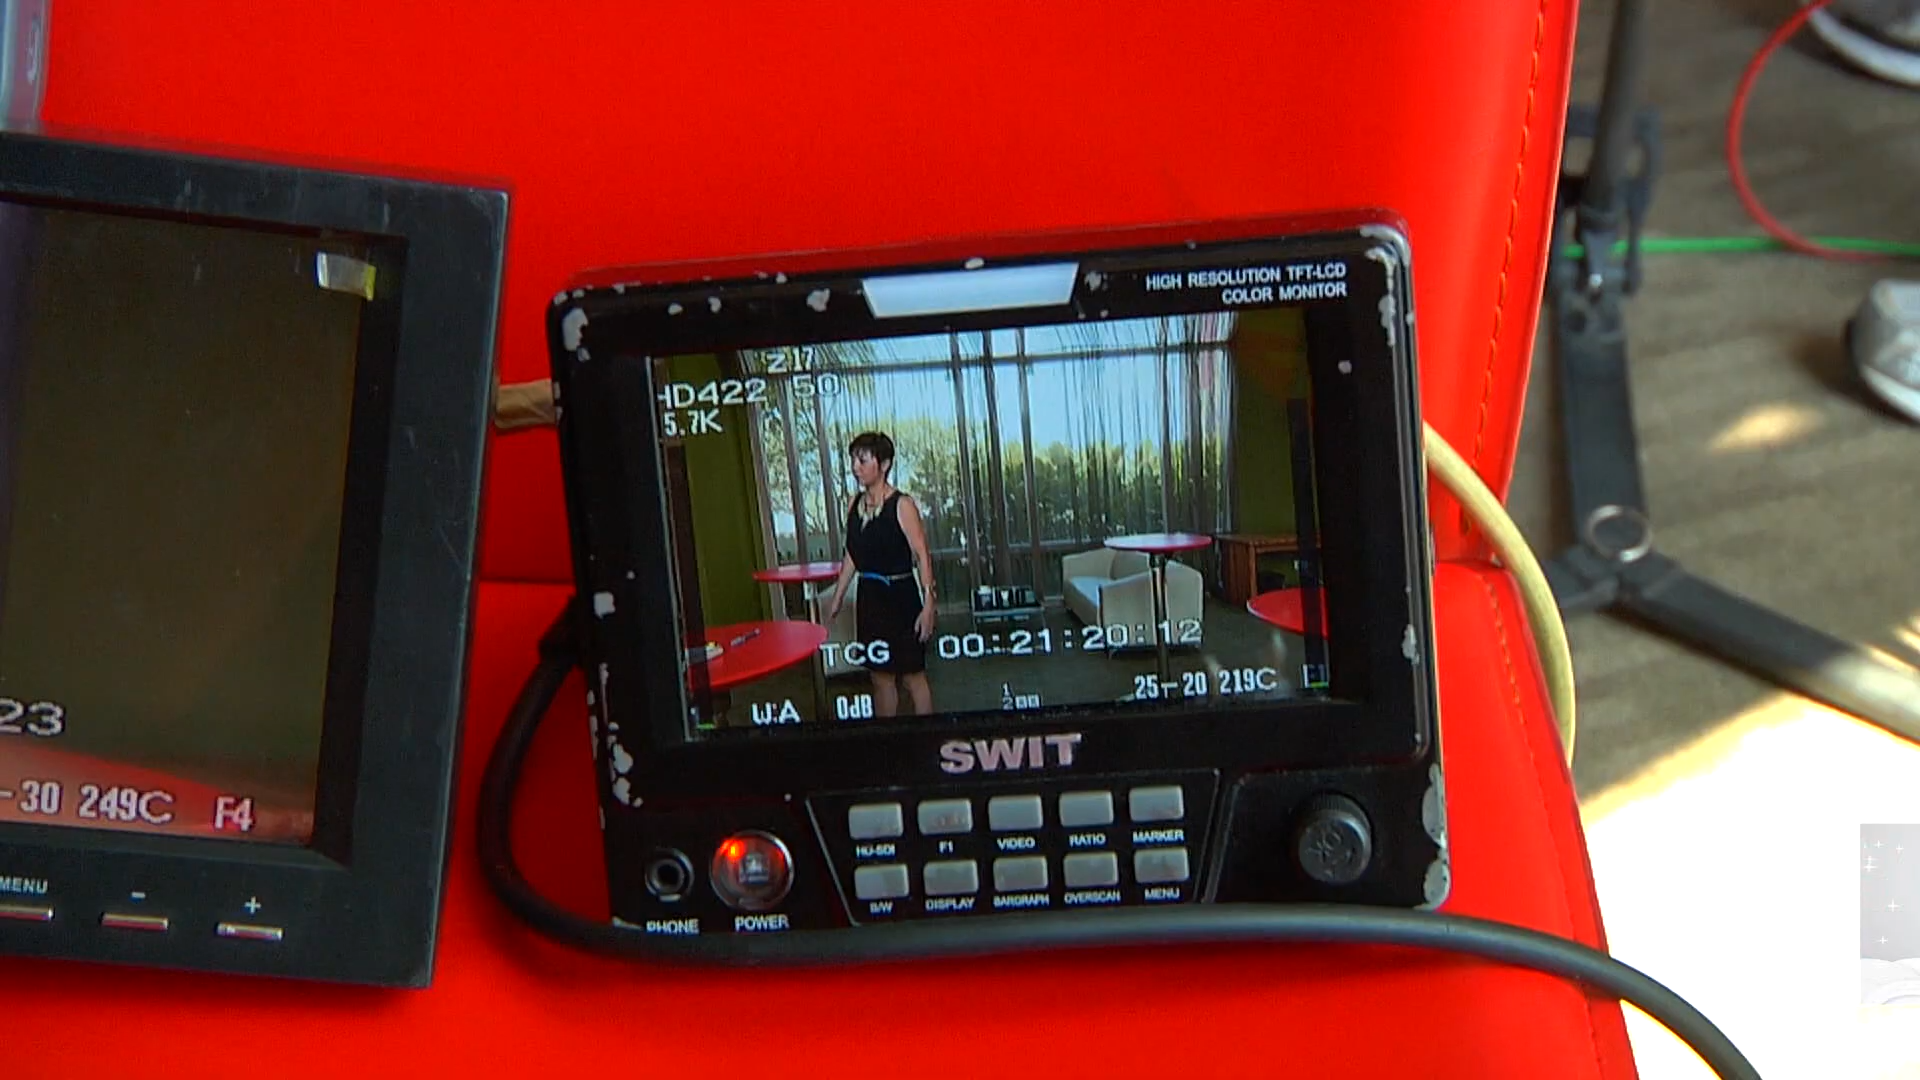 HIGH RESOLUTION TFT-LCD
COLOR MONITOR
Z17
HD422 50
5.7K
TCG 00:21:20:12
W:A 0dB 25-20 219C
SWIT
HD-SDI F1 VIDEO RATIO MARKER
B/W DISPLAY BARGRAPH OVERSCAN MENU
PHONE POWER
23
-30 249C F4
MENU - +